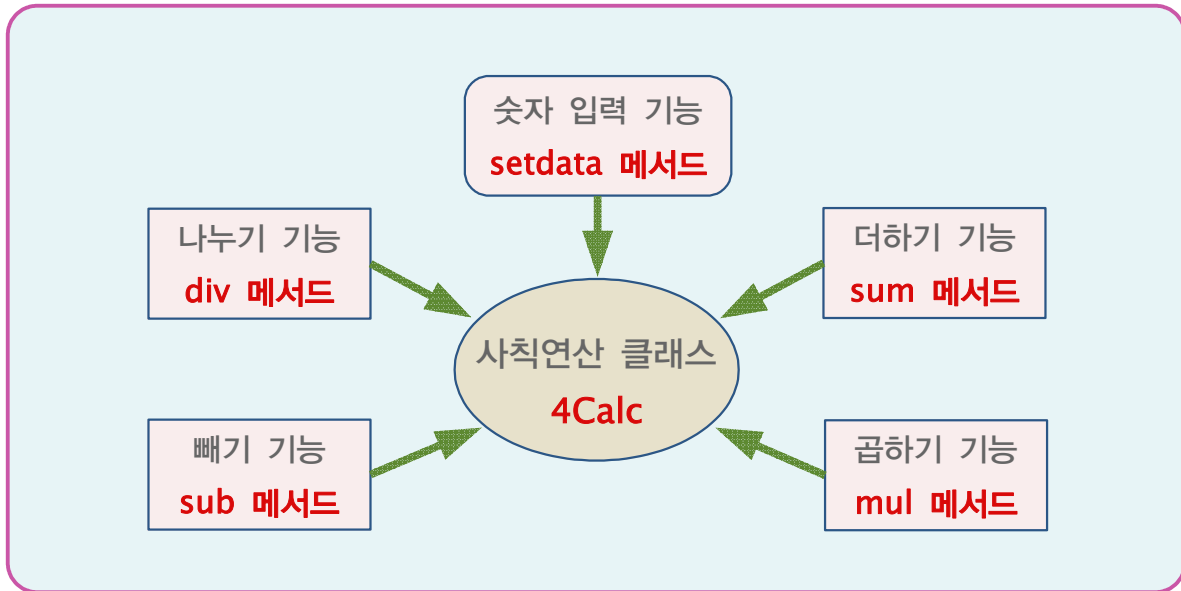 숫자 입력 기능
setdata 메서드
나누기 기능
div 메서드
더하기 기능
sum 메서드
사칙연산 클래스
4Calc
빼기 기능
sub 메서드
곱하기 기능
mul 메서드